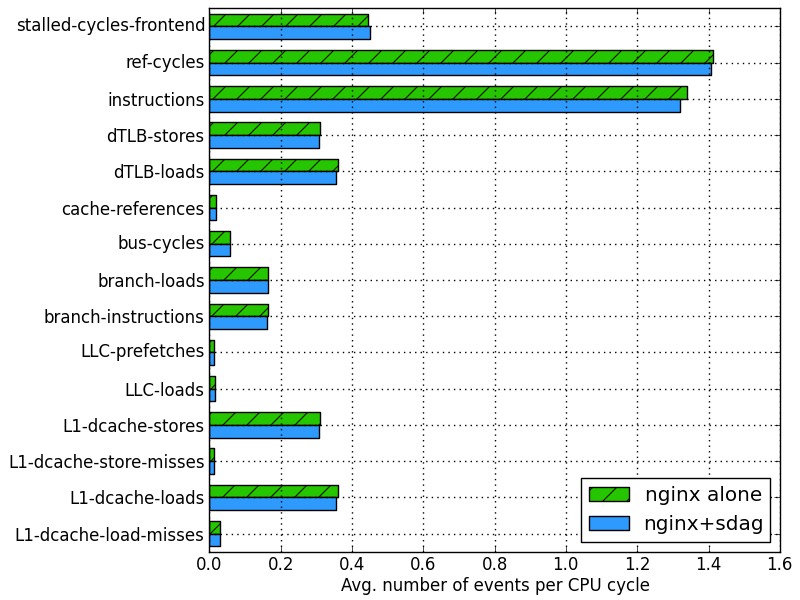 stalled-cycles-frontend
ref-cycles
instructions
dTLB-stores
dTLB-loads
cache-references
bus-cycles
branch-loads
branch-instructions
LLC-prefetches
LLC-loads
L1-dcache-stores
L1-dcache-store-misses
L1-dcache-loads
L1-dcache-load-misses
nginx alone
nginx+sdag
0.0 0.2 0.4 0.6 0.8 1.0 1.2 1.4 1.6
Avg. number of events per CPU cycle